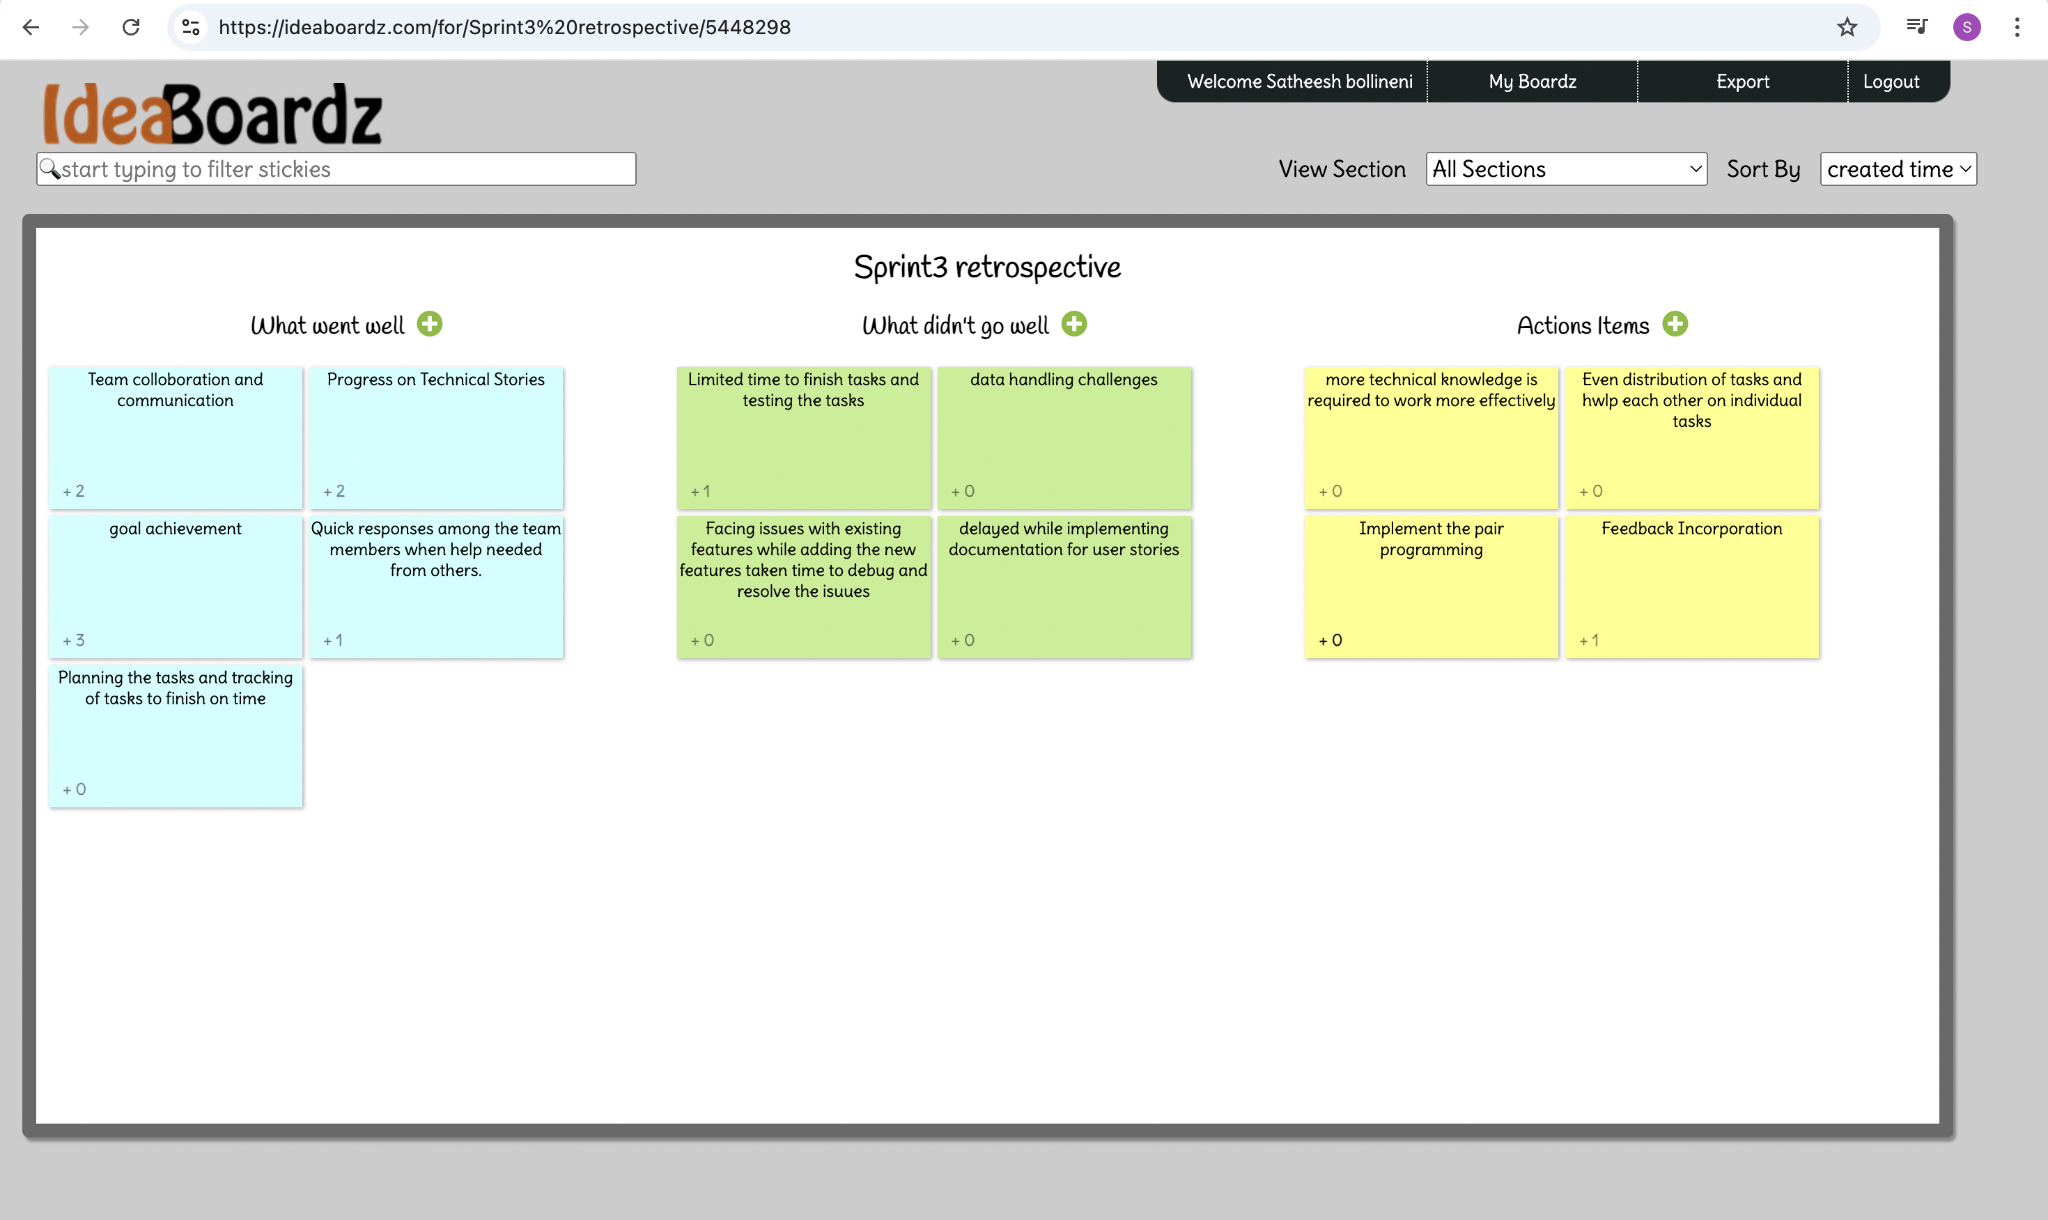 https://ideaboardz.com/for/Sprint3%20retrospective/5448298
S
IdeaBoardz
Welcome Satheesh bollineni
My Boardz
Export
Logout
start typing to filter stickies
View Section
All Sections
Sort By
created time
Sprint3 retrospective
What went well
Team colloboration and
communication
+ 2
Progress on Technical Stories
+ 2
goal achievement
+ 3
Quick responses among the team
members when help needed
from others.
+ 1
Planning the tasks and tracking
of tasks to finish on time
+ 0
What didn't go well
Limited time to finish tasks and
testing the tasks
+ 1
data handling challenges
+ 0
Facing issues with existing
features while adding the new
features taken time to debug and
resolve the isuues
+ 0
delayed while implementing
documentation for user stories
+ 0
Actions Items
more technical knowledge is
required to work more effectively
+ 0
Even distribution of tasks and
hwlp each other on individual
tasks
+ 0
Implement the pair
programming
+ 0
Feedback Incorporation
+ 1